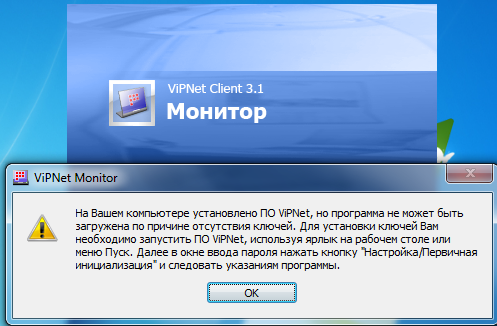 ViPNet Client 3.1
Монитор
ViPNet Monitor
На Вашем компьютере установлено ПО ViPNet, но программа не может быть
загружена по причине отсутствия ключей. Для установки ключей Вам
необходимо запустить ПО ViPNet, используя ярлык на рабочем столе или
меню Пуск. Далее в окне ввода пароля нажать кнопку "Настройка/Первичная
инициализация" и следовать указаниям программы.
OK